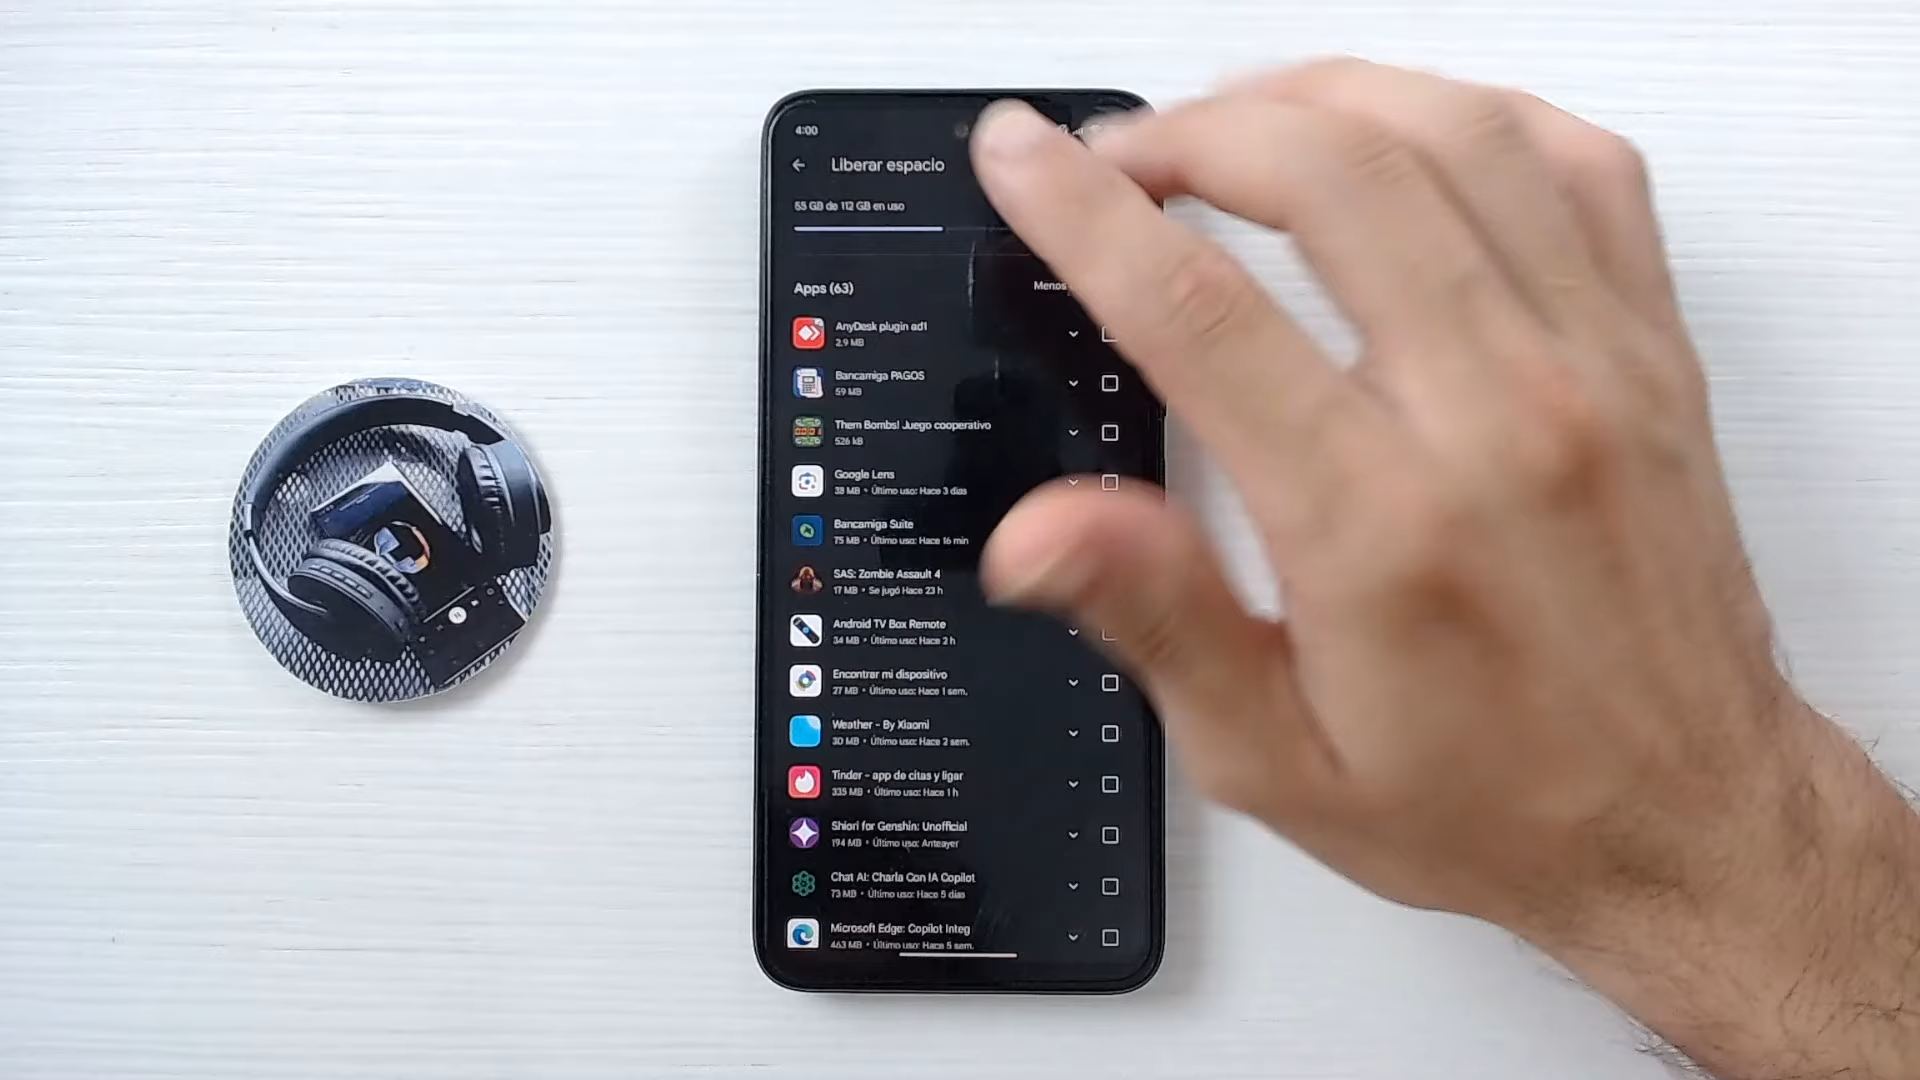 4:00
Liberar espacio
55 GB de 112 GB en uso
Apps (63)
Menos
AnyDesk plugin ad1
2.9 MB
Bancamiga PAGOS
59 MB
Them Bombs! Juego cooperativo
526 kB
Google Lens
38 MB • Último uso: Hace 3 días
Bancamiga Suite
75 MB • Último uso: Hace 16 min
SAS: Zombie Assault 4
17 MB • Se jugó Hace 23 h
Android TV Box Remote
34 MB • Último uso: Hace 2 h
Encontrar mi dispositivo
27 MB • Último uso: Hace 1 sem.
Weather - By Xiaomi
30 MB • Último uso: Hace 2 sem.
Tinder - app de citas y ligar
335 MB • Último uso: Hace 1 h
Shiori for Genshin: Unofficial
194 MB • Último uso: Anteayer
Chat AI: Charla Con IA Copilot
73 MB • Último uso: Hace 5 días
Microsoft Edge: Copilot Integ
463 MB • Último uso: Hace 5 sem.